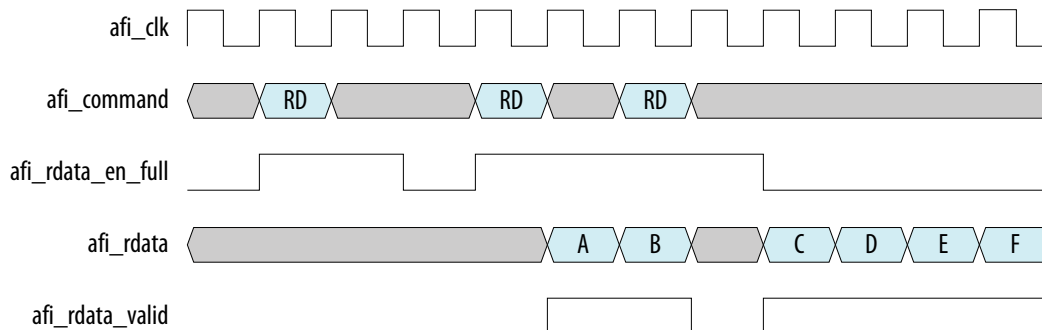 afi_clk
afi_command RD RD RD
afi_rdata_en_full
afi_rdata A B C D E F
afi_rdata_valid